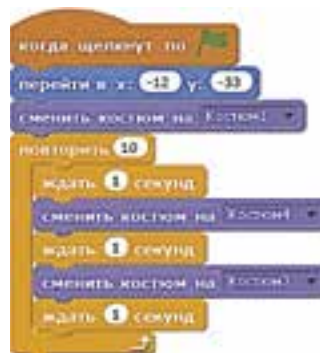 когда щелкнут по
перейти в x: -12 y: -33
сменить костюм на
повторить 10
ждать 1 секунд
сменить костюм на Костюм4
ждать 1 секунд
сменить костюм на
ждать 1 секунд